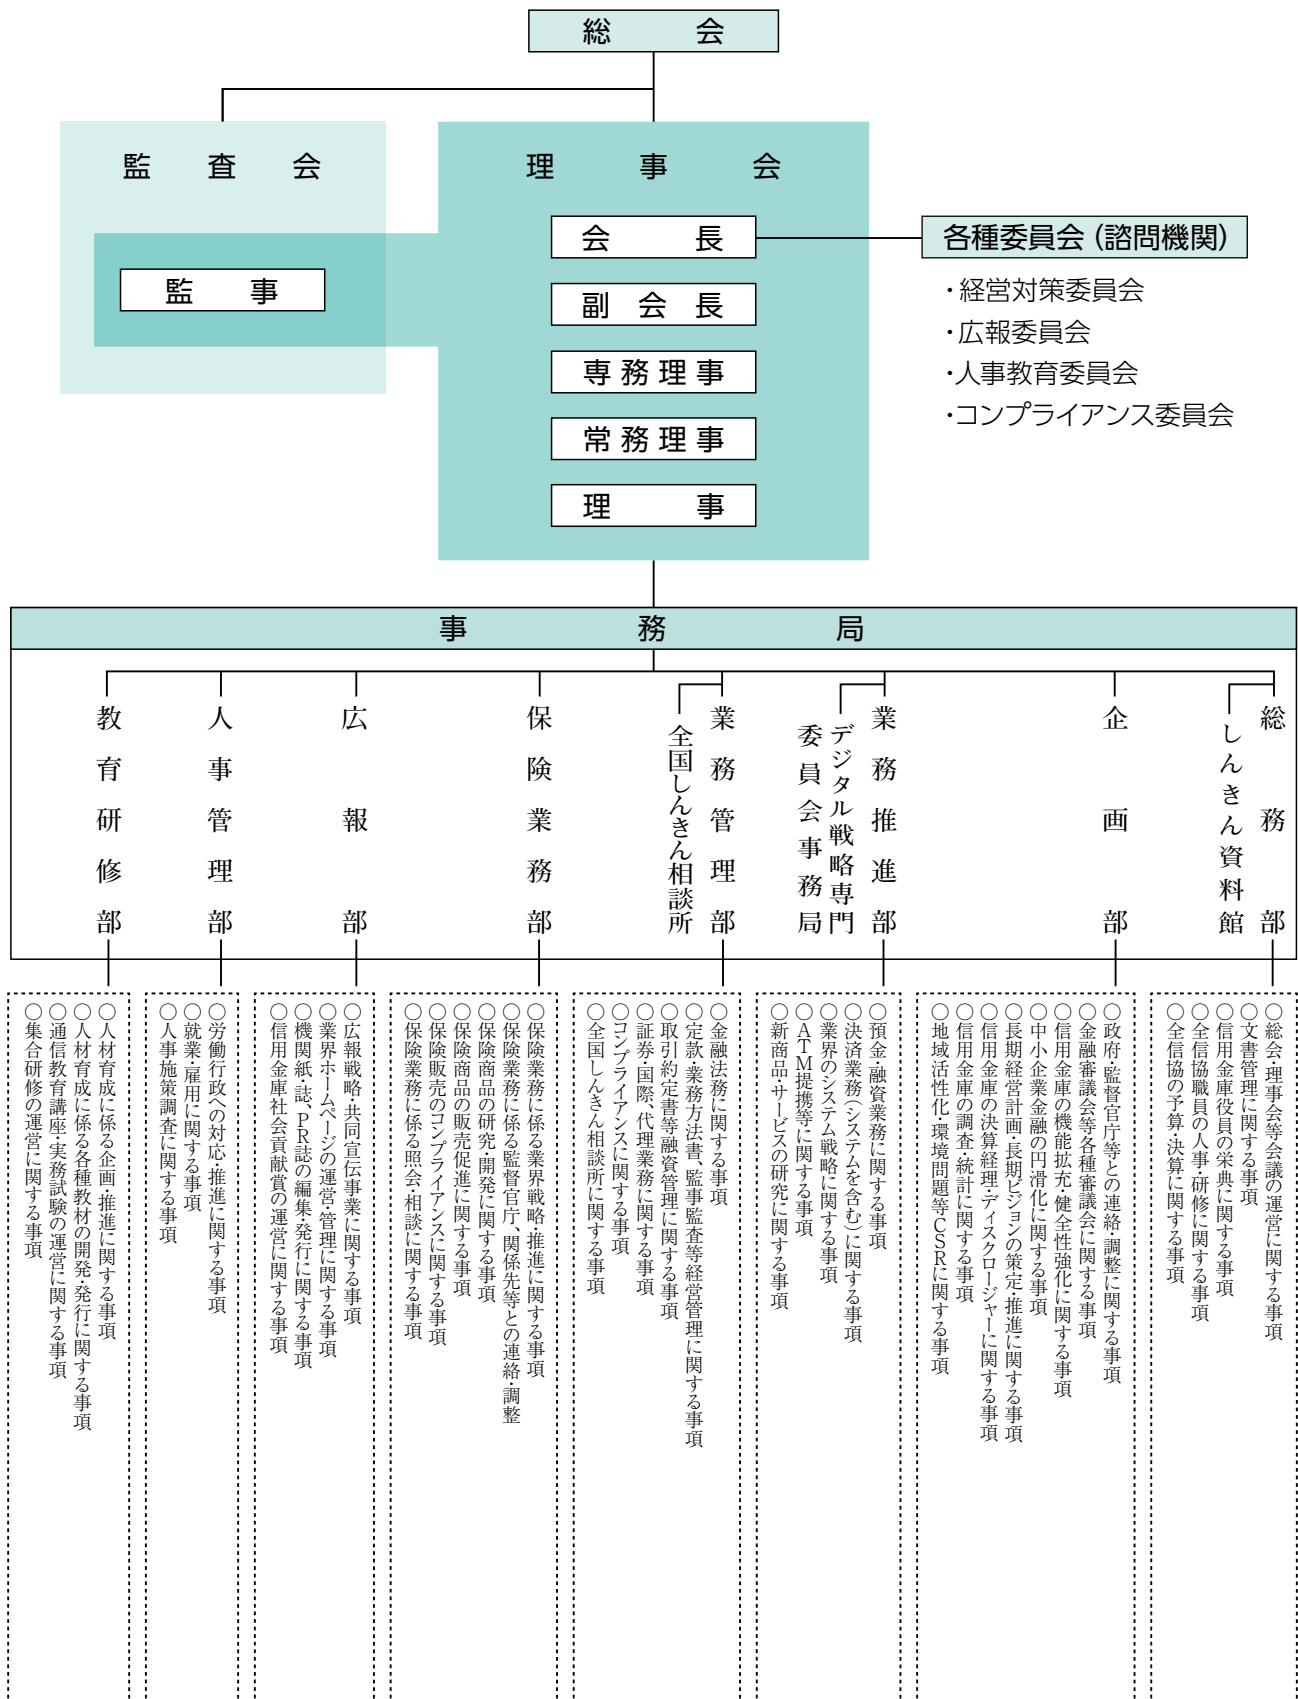 総会
監査会
監事
理事会
会長
副会長
専務理事
常務理事
理事
各種委員会（諮問機関）
・経営対策委員会
・広報委員会
・人事教育委員会
・コンプライアンス委員会
事務局
総務部
しんきん資料館
企画部
業務推進部
デジタル戦略専門
委員会事務局
業務管理部
全国しんきん相談所
保険業務部
広報部
人事管理部
教育研修部
○総会・理事会等会議の運営に関する事項
○文書管理に関する事項
○信用金庫役員の栄典に関する事項
○全信協職員の人事・研修に関する事項
○全信協の予算・決算に関する事項
○政府・監督官庁等との連絡・調整に関する事項
○金融審議会等各種審議会に関する事項
○信用金庫の機能拡充・健全性強化に関する事項
○中小企業金融の円滑化に関する事項
○長期経営計画・長期ビジョンの策定・推進に関する事項
○信用金庫の決算経理・ディスクロージャーに関する事項
○信用金庫の調査・統計に関する事項
○地域活性化・環境問題等ＣＳＲに関する事項
○預金・融資業務に関する事項
○決済業務（システムを含む）に関する事項
○業界のシステム戦略に関する事項
○ＡＴＭ提携等に関する事項
○新商品・サービスの研究に関する事項
○金融法務に関する事項
○定款・業務方法書、監事監査等経営管理に関する事項
○取引約定書等融資管理に関する事項
○証券・国際、代理業務に関する事項
○コンプライアンスに関する事項
○全国しんきん相談所に関する事項
○保険業務に係る業界戦略・推進に関する事項
○保険業務に係る監督官庁、関係先等との連絡・調整
○保険商品の研究・開発に関する事項
○保険商品の販売促進に関する事項
○保険販売のコンプライアンスに関する事項
○保険業務に係る照会・相談に関する事項
○広報戦略・共同宣伝事業に関する事項
○業界ホームページの運営・管理に関する事項
○機関紙・誌、ＰＲ誌の編集・発行に関する事項
○信用金庫社会貢献賞の運営に関する事項
○労働行政への対応・推進に関する事項
○就業・雇用に関する事項
○人事施策調査に関する事項
○人材育成に係る企画・推進に関する事項
○人材育成に係る各種教材の開発・発行に関する事項
○通信教育講座・実務試験の運営に関する事項
○集合研修の運営に関する事項